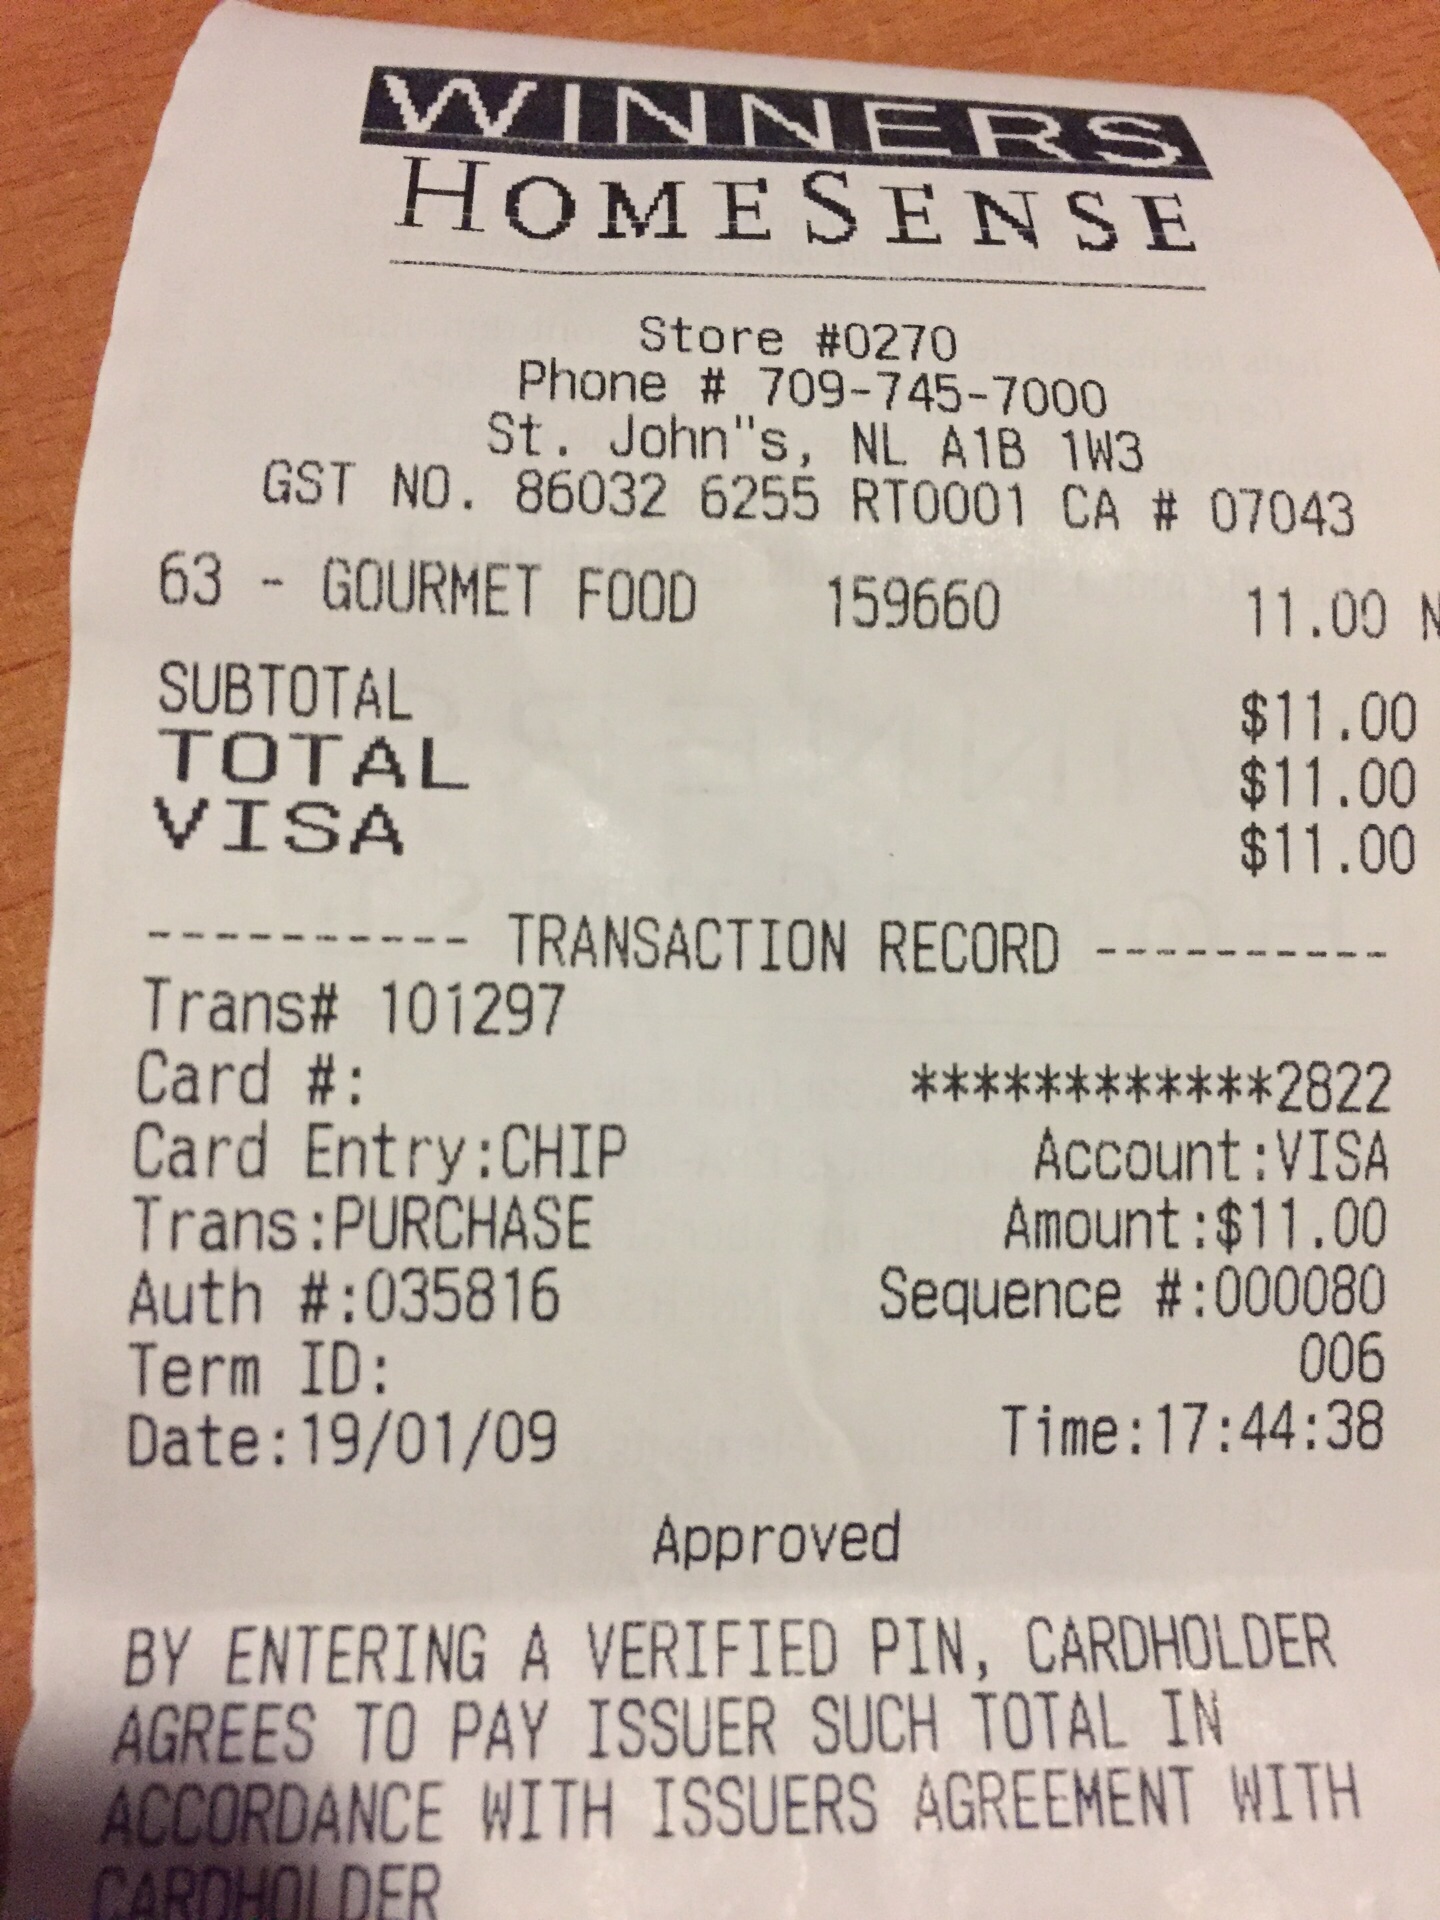 WINNERS
HOMESENSE
Store #0270
Phone # 709-745-7000
St. John"s, NL A1B 1W3
GST NO. 86032 6255 RT0001 CA # 07043
63 - GOURMET FOOD 159660 11.00 N
SUBTOTAL $11.00
TOTAL $11.00
VISA $11.00
---------- TRANSACTION RECORD ----------
Trans# 101297
Card #: ************2822
Card Entry:CHIP Account:VISA
Trans:PURCHASE Amount:$11.00
Auth #:035816 Sequence #:000080
Term ID: 006
Date:19/01/09 Time:17:44:38
Approved
BY ENTERING A VERIFIED PIN, CARDHOLDER
AGREES TO PAY ISSUER SUCH TOTAL IN
ACCORDANCE WITH ISSUERS AGREEMENT WITH
CARDHOLDER